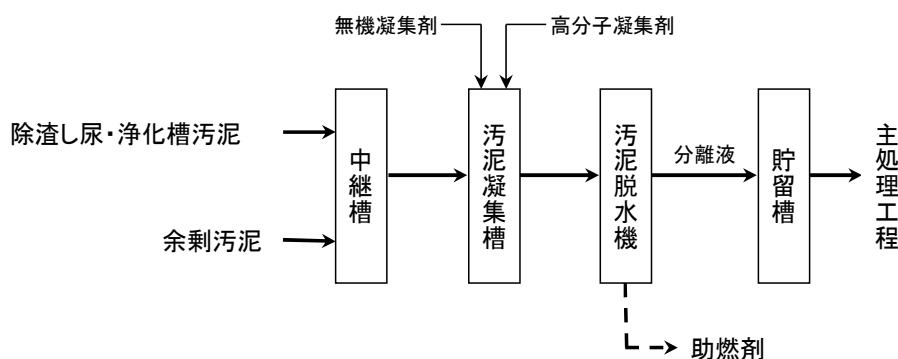 無機凝集剤
高分子凝集剤
除渣し尿・浄化槽汚泥
余剰汚泥
中継槽
汚泥凝集槽
汚泥脱水機
分離液
貯留槽
主処理工程
助燃剤